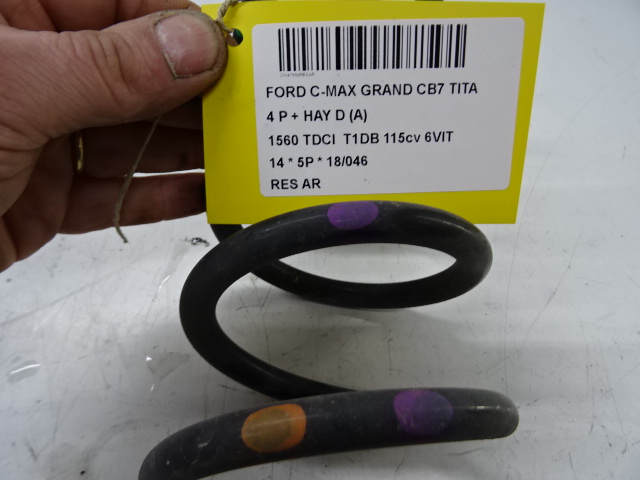 FORD C-MAX GRAND CB7 TITA
4 P + HAY D (A)
1560 TDCI T1DB 115cv 6VIT
14 * 5P * 18/046
RES AR